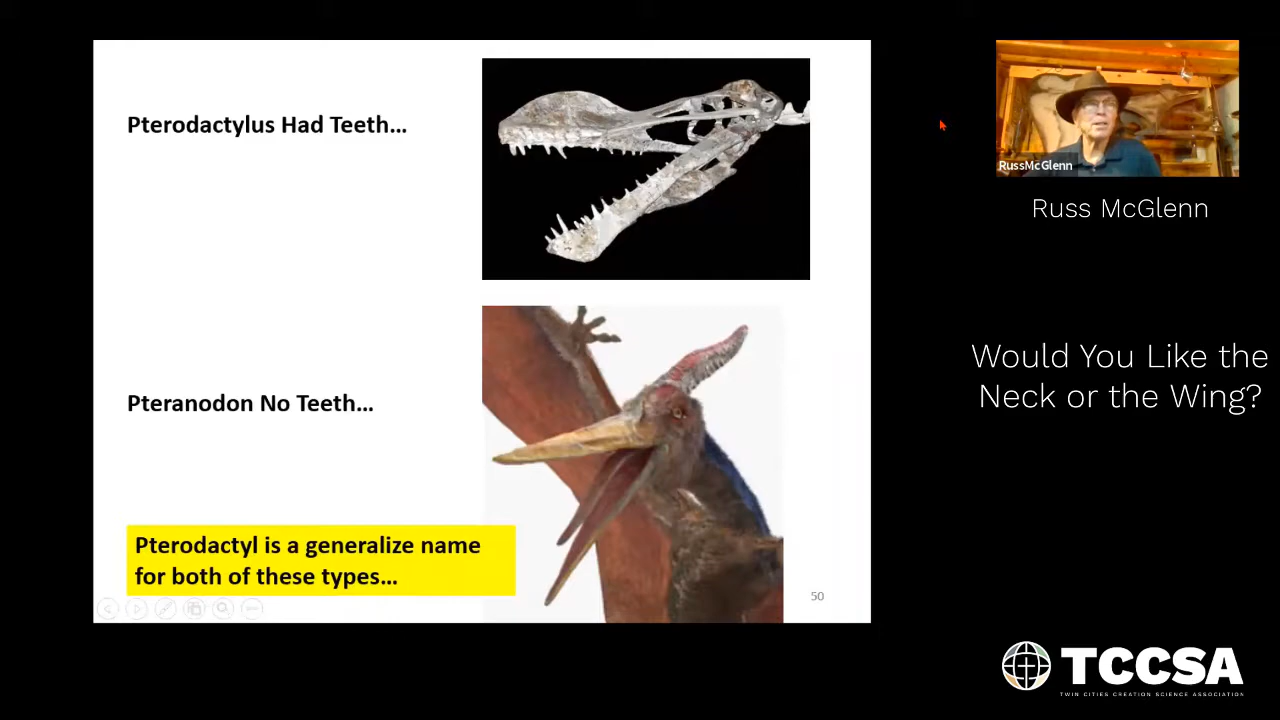 Pterodactylus Had Teeth...
Pteranodon No Teeth...
Pterodactyl is a generalize name
for both of these types...
50
RussMcGlenn
Russ McGlenn
Would You Like the
Neck or the Wing?
TCCSA
TWIN CITIES CREATION SCIENCE ASSOCIATION